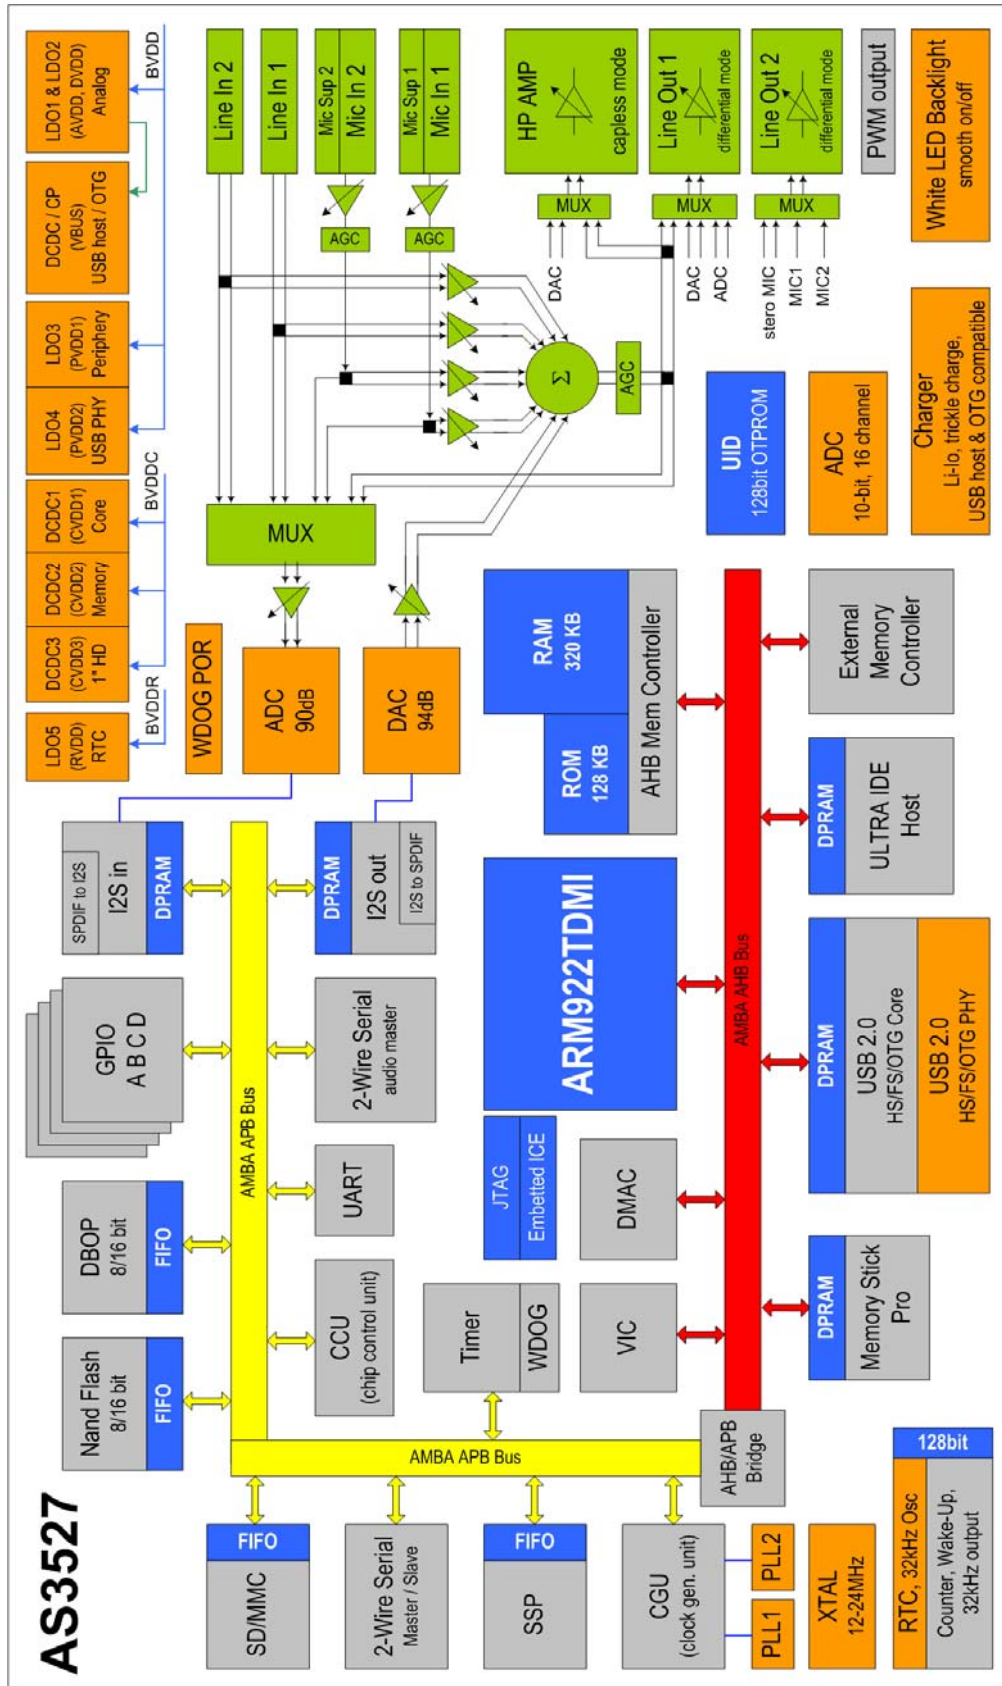 AS3527
Nand Flash
8/16 bit
FIFO
DBOP
8/16 bit
FIFO
GPIO
A B C D
SPDIF to I2S
I2S in
DPRAM
LDO5
(RVDD)
RTC
BVDDR
DCDC3
(CVDD3)
1" HD
DCDC2
(CVDD2)
Memory
DCDC1
(CVDD1)
Core
BVDDC
LDO4
(PVDD2)
USB PHY
LDO3
(PVDD1)
Periphery
DCDC / CP
(VBUS)
USB host / OTG
LDO1 & LDO2
(AVDD, DVDD)
Analog
BVDD
AMBA APB Bus
WDOG POR
ADC
90dB
DAC
94dB
MUX
Line In 2
Line In 1
Mic Sup 2
Mic In 2
Mic Sup 1
Mic In 1
AGC
AGC
Σ
AGC
SD/MMC
FIFO
2-Wire Serial
Master / Slave
SSP
FIFO
CGU
(clock gen. unit)
PLL1
PLL2
XTAL
12-24MHz
RTC, 32kHz Osc
128bit
Counter, Wake-Up,
32kHz output
AMBA APB Bus
AHB/APB
Bridge
CCU
(chip control unit)
UART
2-Wire Serial
audio master
DPRAM
I2S out
I2S to SPDIF
Timer
WDOG
VIC
DMAC
JTAG
Embetted ICE
ARM922TDMI
ROM
128 KB
RAM
320 KB
AHB Mem Controller
AMBA AHB Bus
DPRAM
Memory Stick
Pro
DPRAM
USB 2.0
HS/FS/OTG Core
USB 2.0
HS/FS/OTG PHY
DPRAM
ULTRA IDE
Host
External
Memory
Controller
DAC
MUX
HP AMP
capless mode
DAC
ADC
MUX
Line Out 1
differential mode
stero MIC
MIC1
MIC2
MUX
Line Out 2
differential mode
PWM output
UID
128bit OTPROM
ADC
10-bit, 16 channel
Charger
Li-Io, trickle charge,
USB host & OTG compatible
White LED Backlight
smooth on/off